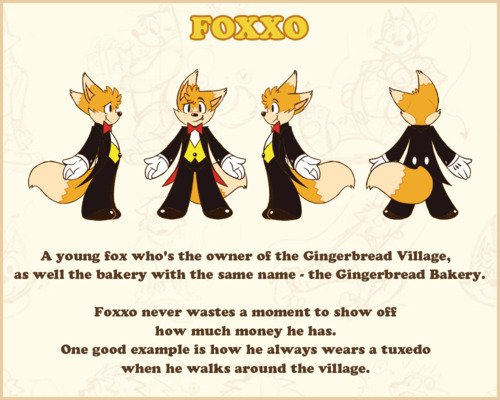 FOXXO
A young fox who's the owner of the Gingerbread Village,
as well the bakery with the same name - the Gingerbread Bakery.
Foxxo never wastes a moment to show off
how much money he has.
One good example is how he always wears a tuxedo
when he walks around the village.